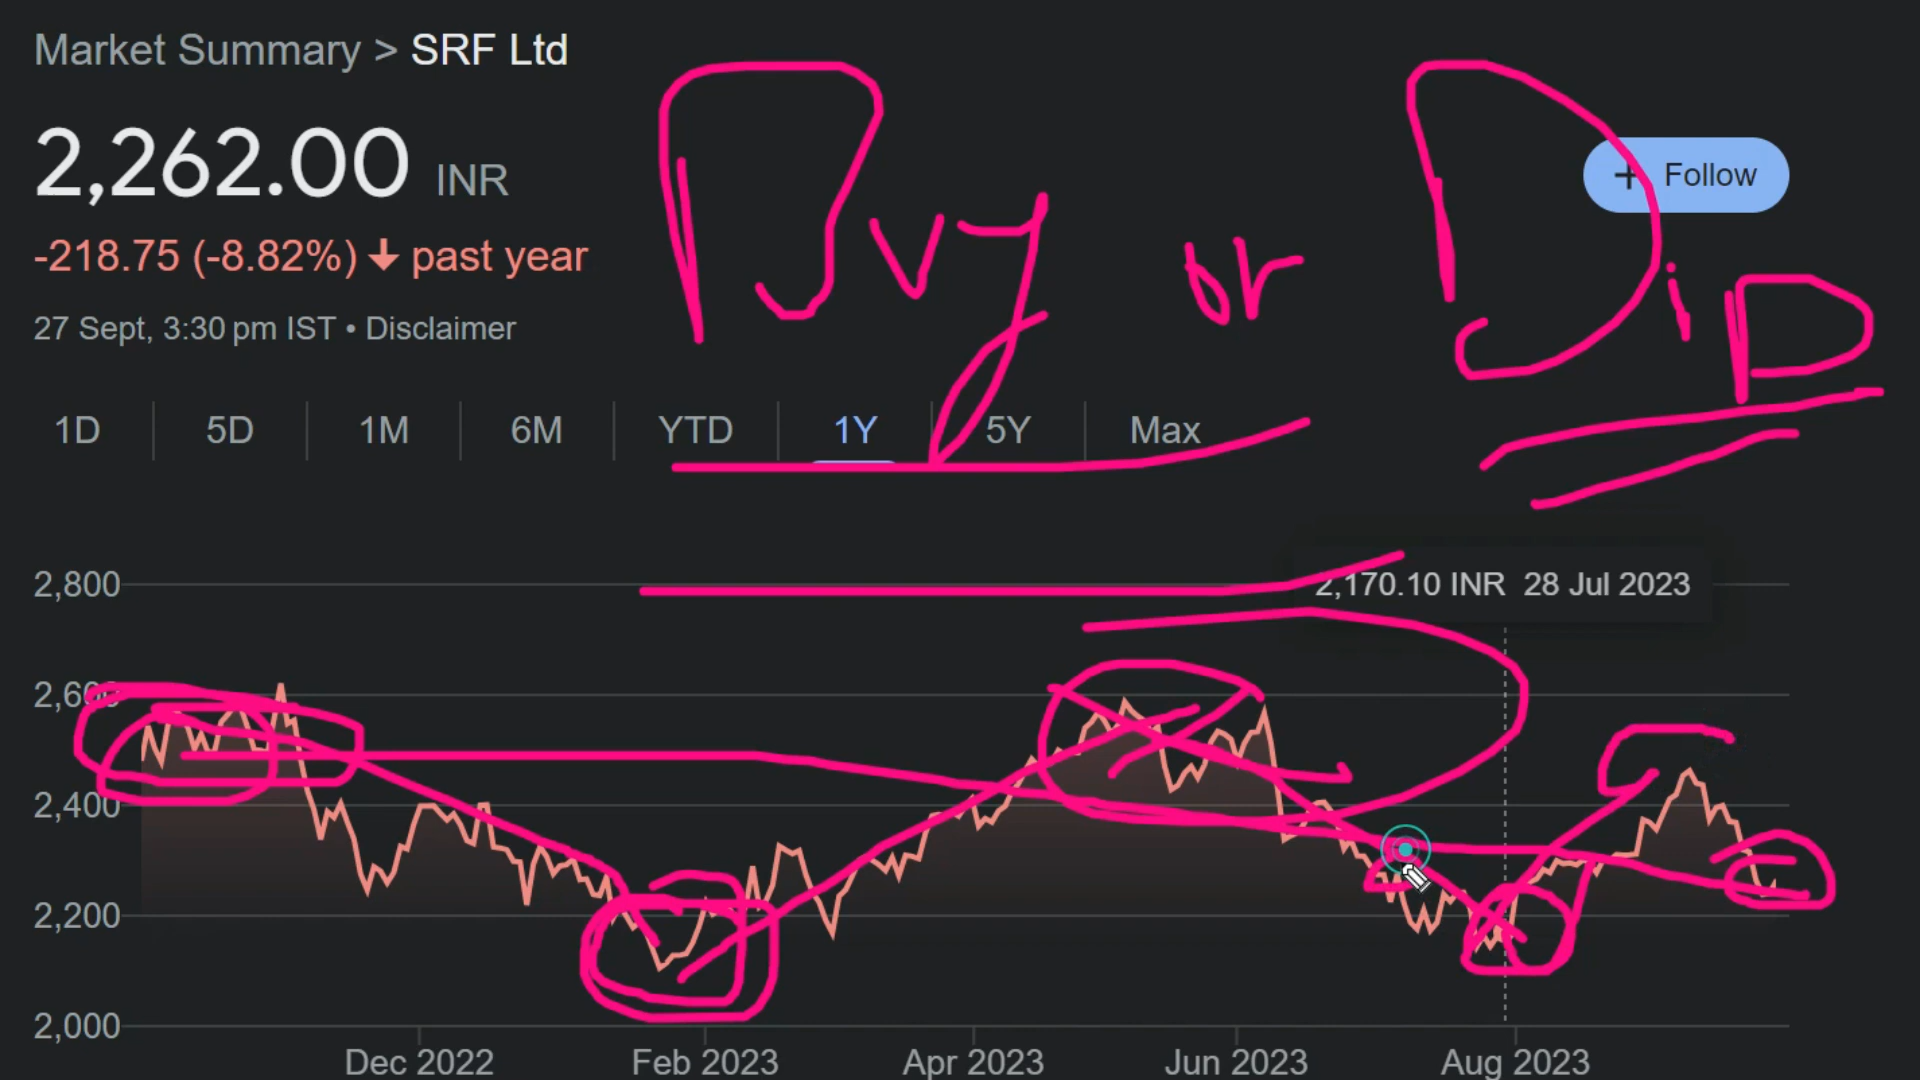 Market Summary > SRF Ltd
2,262.00 INR
Buy or Dip
+ Follow
-218.75 (-8.82%) ↓ past year
27 Sept, 3:30 pm IST • Disclaimer
1D 5D 1M 6M YTD 1Y 5Y Max
2,800
2,170.10 INR 28 Jul 2023
2,600
2,400
2,200
2,000
Dec 2022 Feb 2023 Apr 2023 Jun 2023 Aug 2023